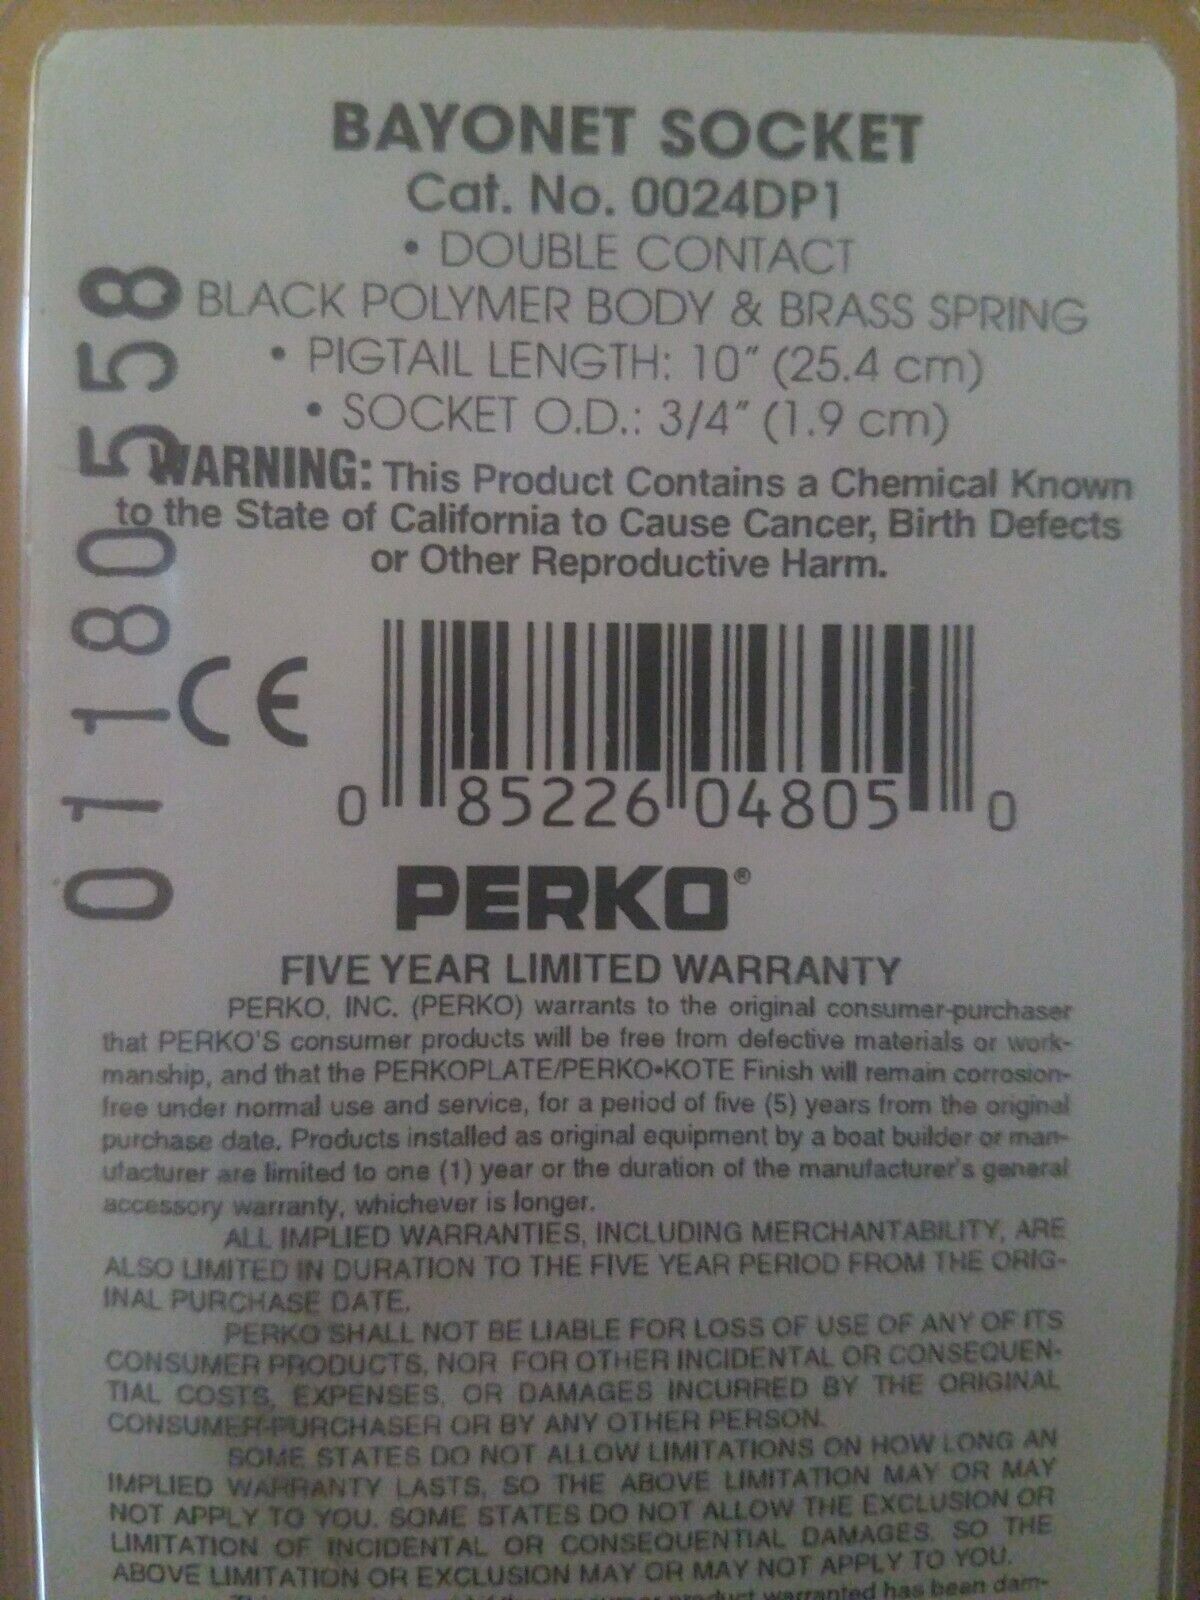 BAYONET SOCKET
Cat. No. 0024DP1
• DOUBLE CONTACT
BLACK POLYMER BODY & BRASS SPRING
• PIGTAIL LENGTH: 10" (25.4 cm)
• SOCKET O.D.: 3/4" (1.9 cm)
WARNING: This Product Contains a Chemical Known
to the State of California to Cause Cancer, Birth Defects
or Other Reproductive Harm.
01180558
CE
0 85226 04805 0
PERKO®
FIVE YEAR LIMITED WARRANTY
PERKO, INC. (PERKO) warrants to the original consumer-purchaser
that PERKO'S consumer products will be free from defective materials or work-
manship, and that the PERKOPLATE/PERKO•KOTE Finish will remain corrosion-
free under normal use and service, for a period of five (5) years from the original
purchase date. Products installed as original equipment by a boat builder or man-
ufacturer are limited to one (1) year or the duration of the manufacturer's general
accessory warranty, whichever is longer.
ALL IMPLIED WARRANTIES, INCLUDING MERCHANTABILITY, ARE
ALSO LIMITED IN DURATION TO THE FIVE YEAR PERIOD FROM THE ORIG-
INAL PURCHASE DATE.
PERKO SHALL NOT BE LIABLE FOR LOSS OF USE OF ANY OF ITS
CONSUMER PRODUCTS, NOR FOR OTHER INCIDENTAL OR CONSEQUEN-
TIAL COSTS, EXPENSES, OR DAMAGES INCURRED BY THE ORIGINAL
CONSUMER-PURCHASER OR BY ANY OTHER PERSON.
SOME STATES DO NOT ALLOW LIMITATIONS ON HOW LONG AN
IMPLIED WARRANTY LASTS, SO THE ABOVE LIMITATION MAY OR MAY
NOT APPLY TO YOU. SOME STATES DO NOT ALLOW THE EXCLUSION OR
LIMITATION OF INCIDENTAL OR CONSEQUENTIAL DAMAGES, SO THE
ABOVE LIMITATION OR EXCLUSION MAY OR MAY NOT APPLY TO YOU.
product warranted has been dam-